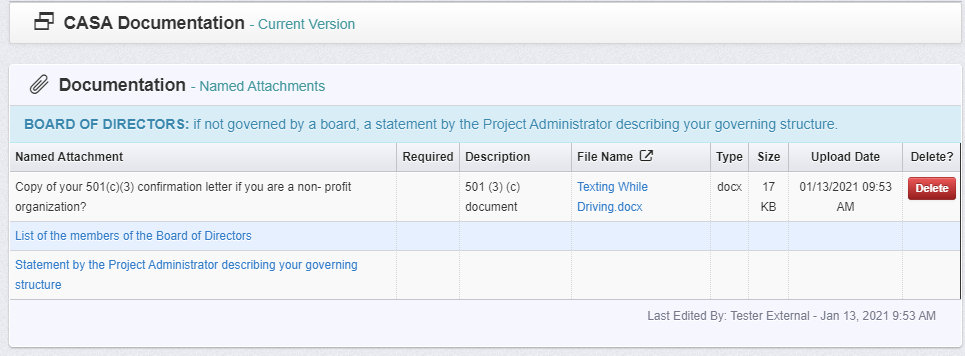 CASA Documentation - Current Version
Documentation - Named Attachments
BOARD OF DIRECTORS: if not governed by a board, a statement by the Project Administrator describing your governing structure.
Named Attachment Required Description File Name Type Size Upload Date Delete?
Copy of your 501(c)(3) confirmation letter if you are a non- profit 501 (3) (c) Texting While docx 17 01/13/2021 09:53 Delete
organization? document Driving.docx KB AM
List of the members of the Board of Directors
Statement by the Project Administrator describing your governing
structure
Last Edited By: Tester External - Jan 13, 2021 9:53 AM